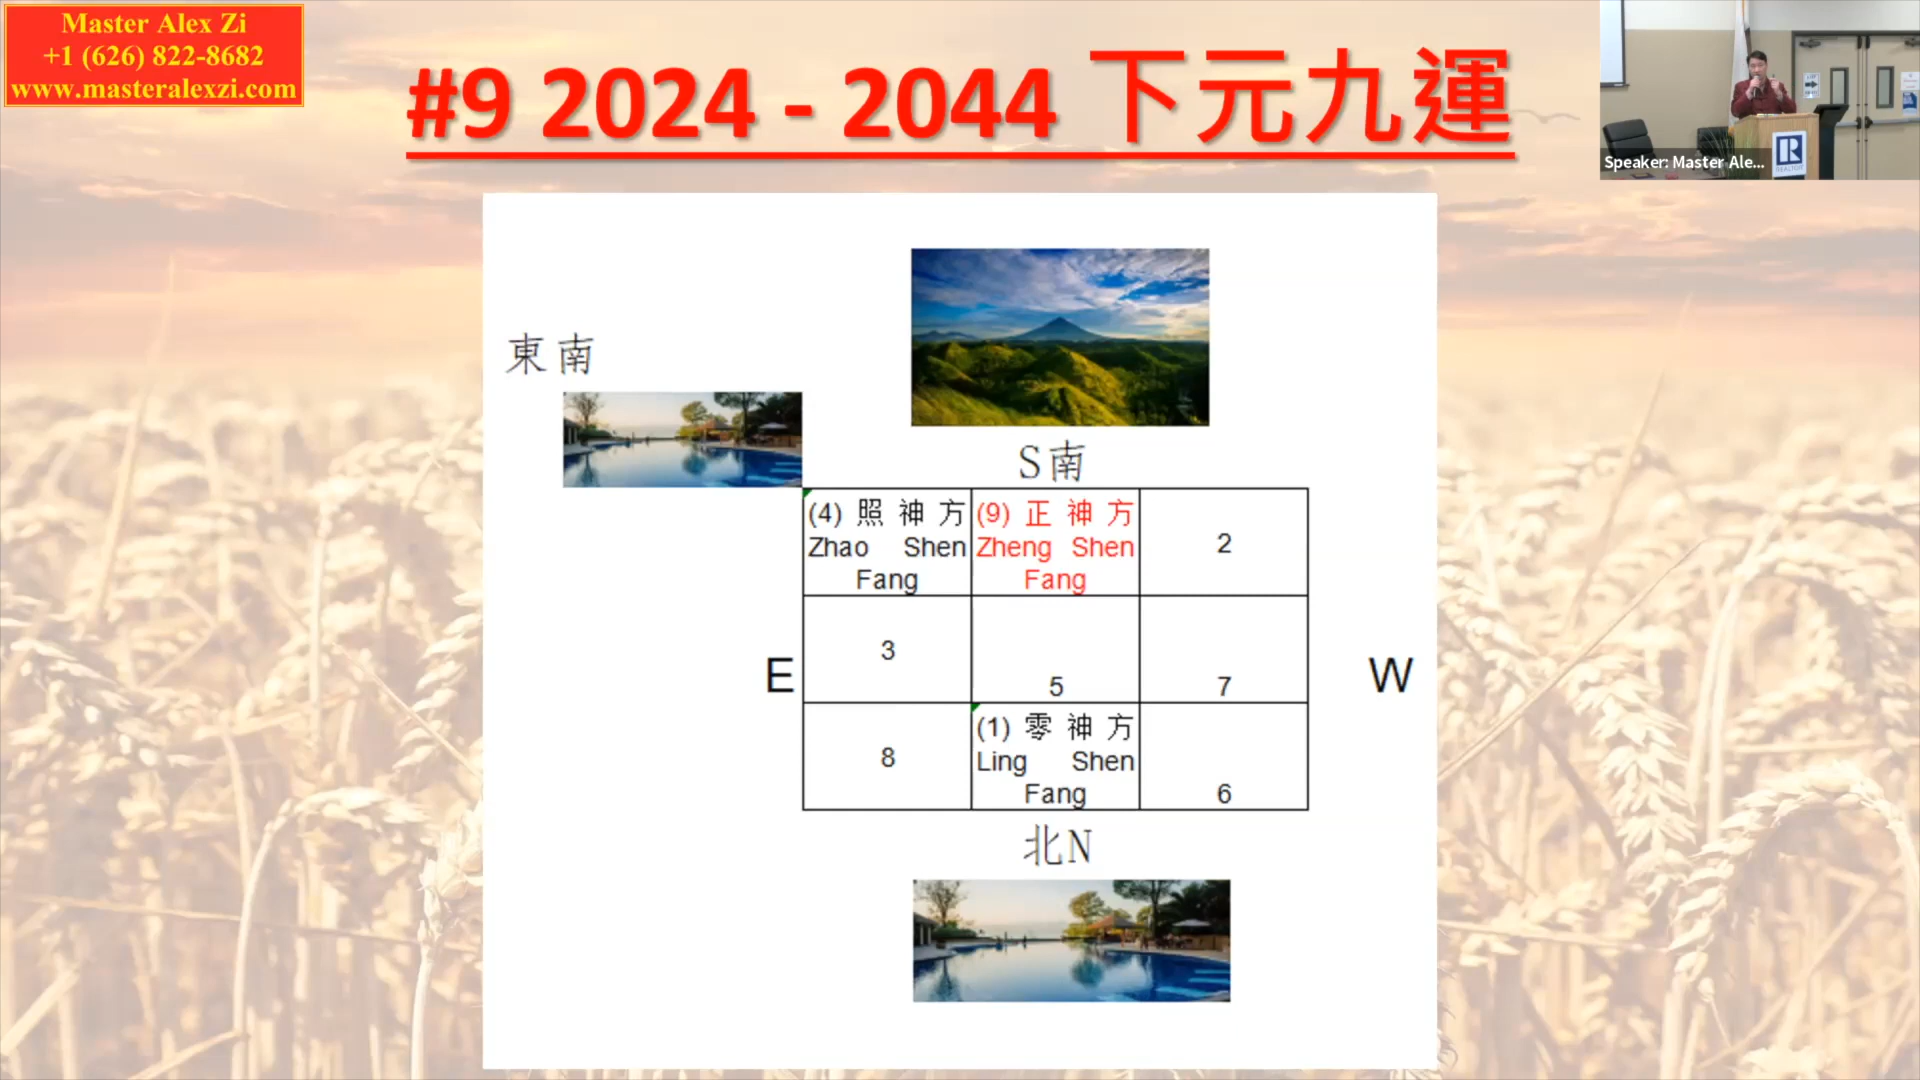 Master Alex Zi
+1 (626) 822-8682
www.masteralexzi.com
#9 2024 - 2044 下元九運
Speaker: Master Ale...
R
REALTOR
東南
S南
(4) 照 神 方
Zhao Shen
Fang
(9) 正 神 方
Zheng Shen
Fang
2
E
3
5
7
W
8
(1) 零 神 方
Ling Shen
Fang
6
北N